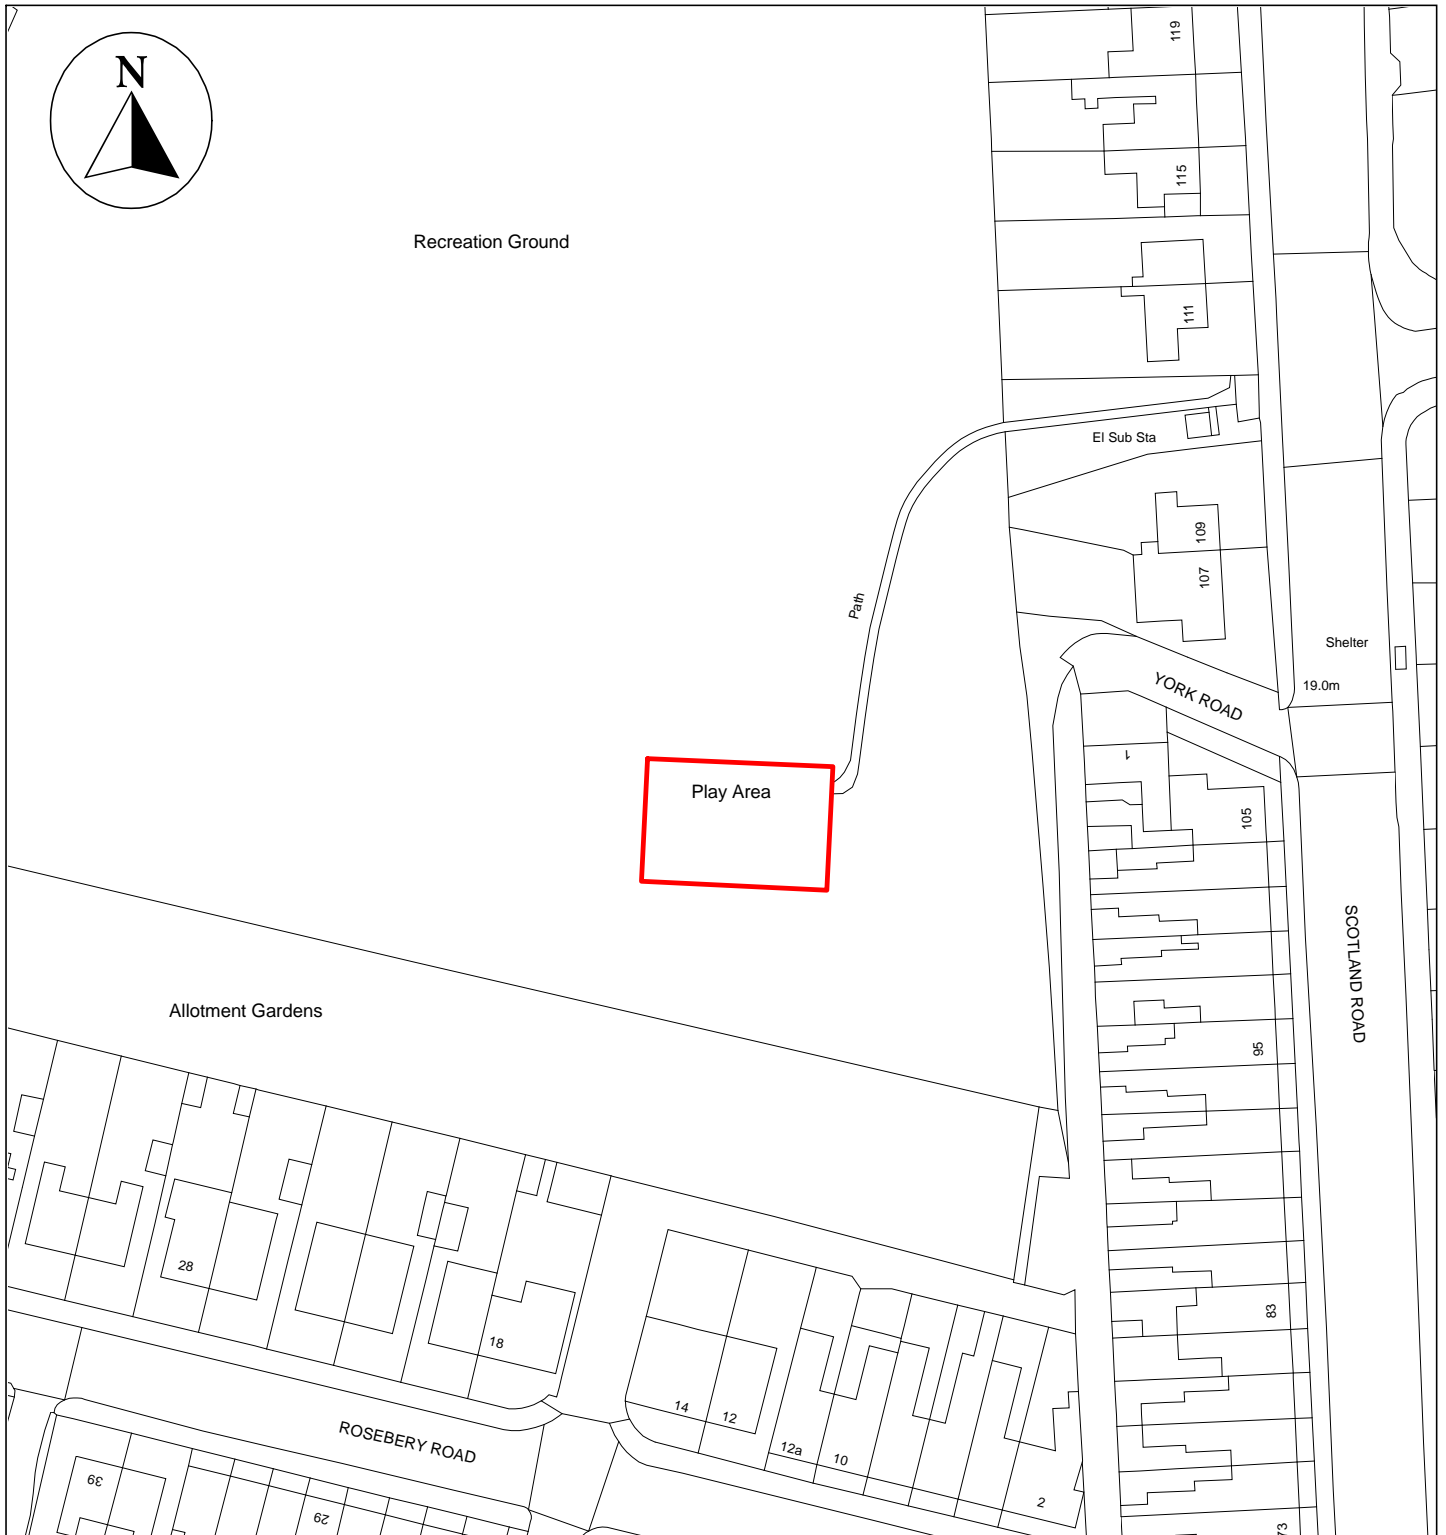 N
119
115
Recreation Ground
111
El Sub Sta
109
107
Path
Shelter
YORK ROAD
19.0m
1
Play Area
105
SCOTLAND ROAD
Allotment Gardens
95
28
83
18
14
12
12a
10
ROSEBERY ROAD
39
29
2
73